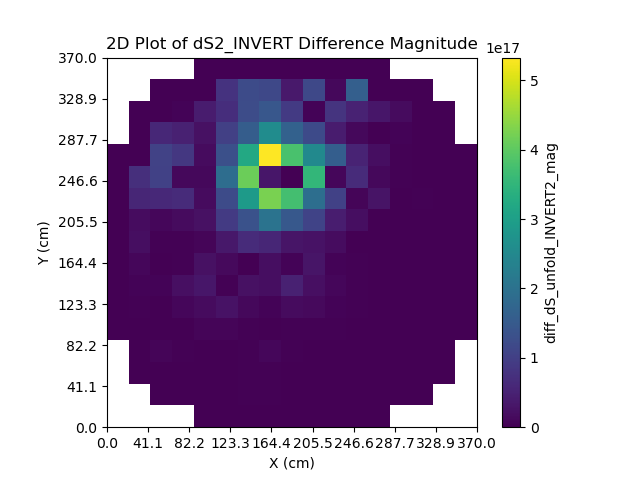 2D Plot of dS2_INVERT Difference Magnitude
1e17
370.0
328.9
287.7
246.6
205.5
164.4
123.3
82.2
41.1
0.0
Y (cm)
0.0 41.1 82.2 123.3 164.4 205.5 246.6 287.7 328.9 370.0
X (cm)
5
4
3
2
1
0
diff_dS_unfold_INVERT2_mag